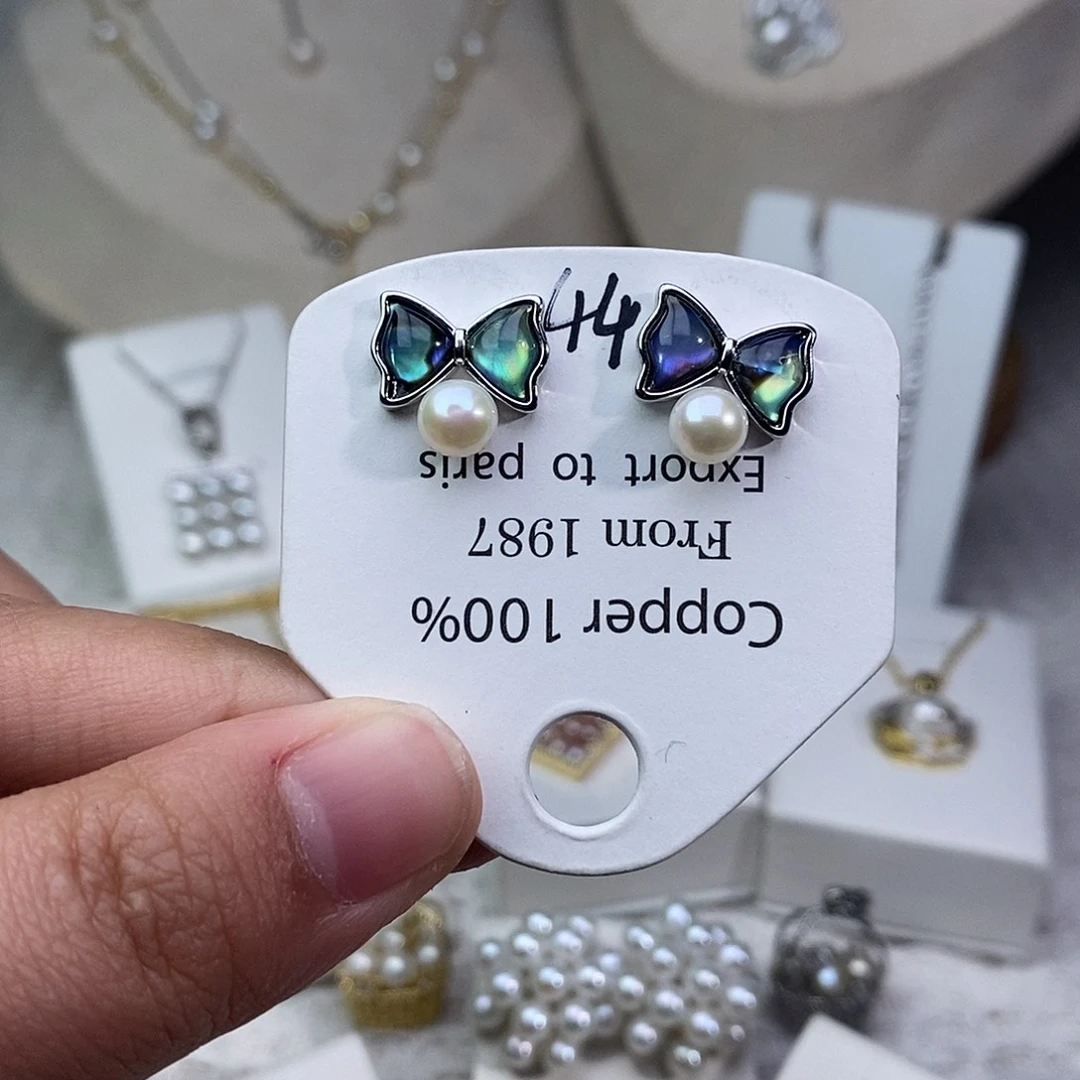 Copper 100%
From 1987
Export to paris
44